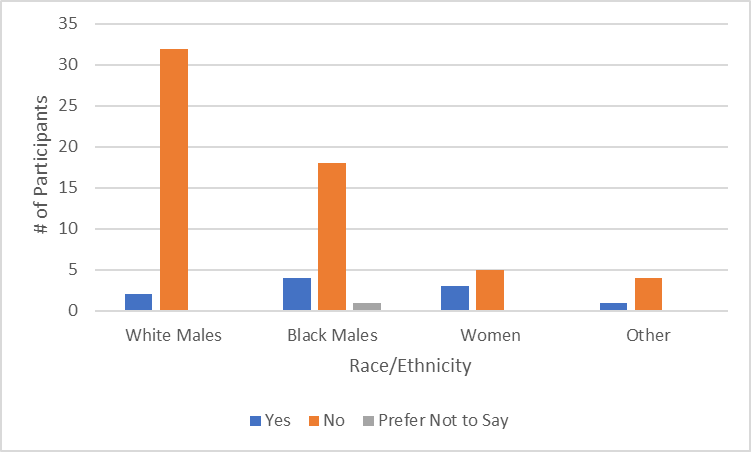 35
30
25
20
15
10
5
0
# of Participants
White Males Black Males Women Other
Race/Ethnicity
Yes No Prefer Not to Say